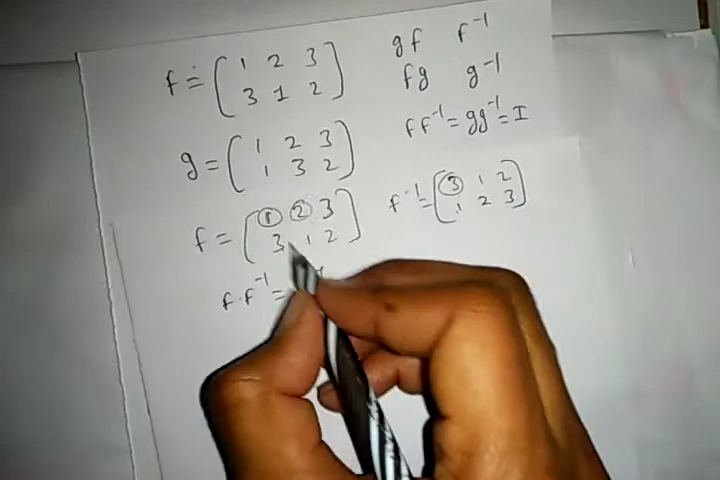 f = ( 1 2 3
3 1 2 )
gf f⁻¹
fg g⁻¹
ff⁻¹ = gg⁻¹ = I
g = ( 1 2 3
1 3 2 )
f = ( 1 2 3
3 1 2 )
f⁻¹ = ( 3 1 2
1 2 3 )
f·f⁻¹ =